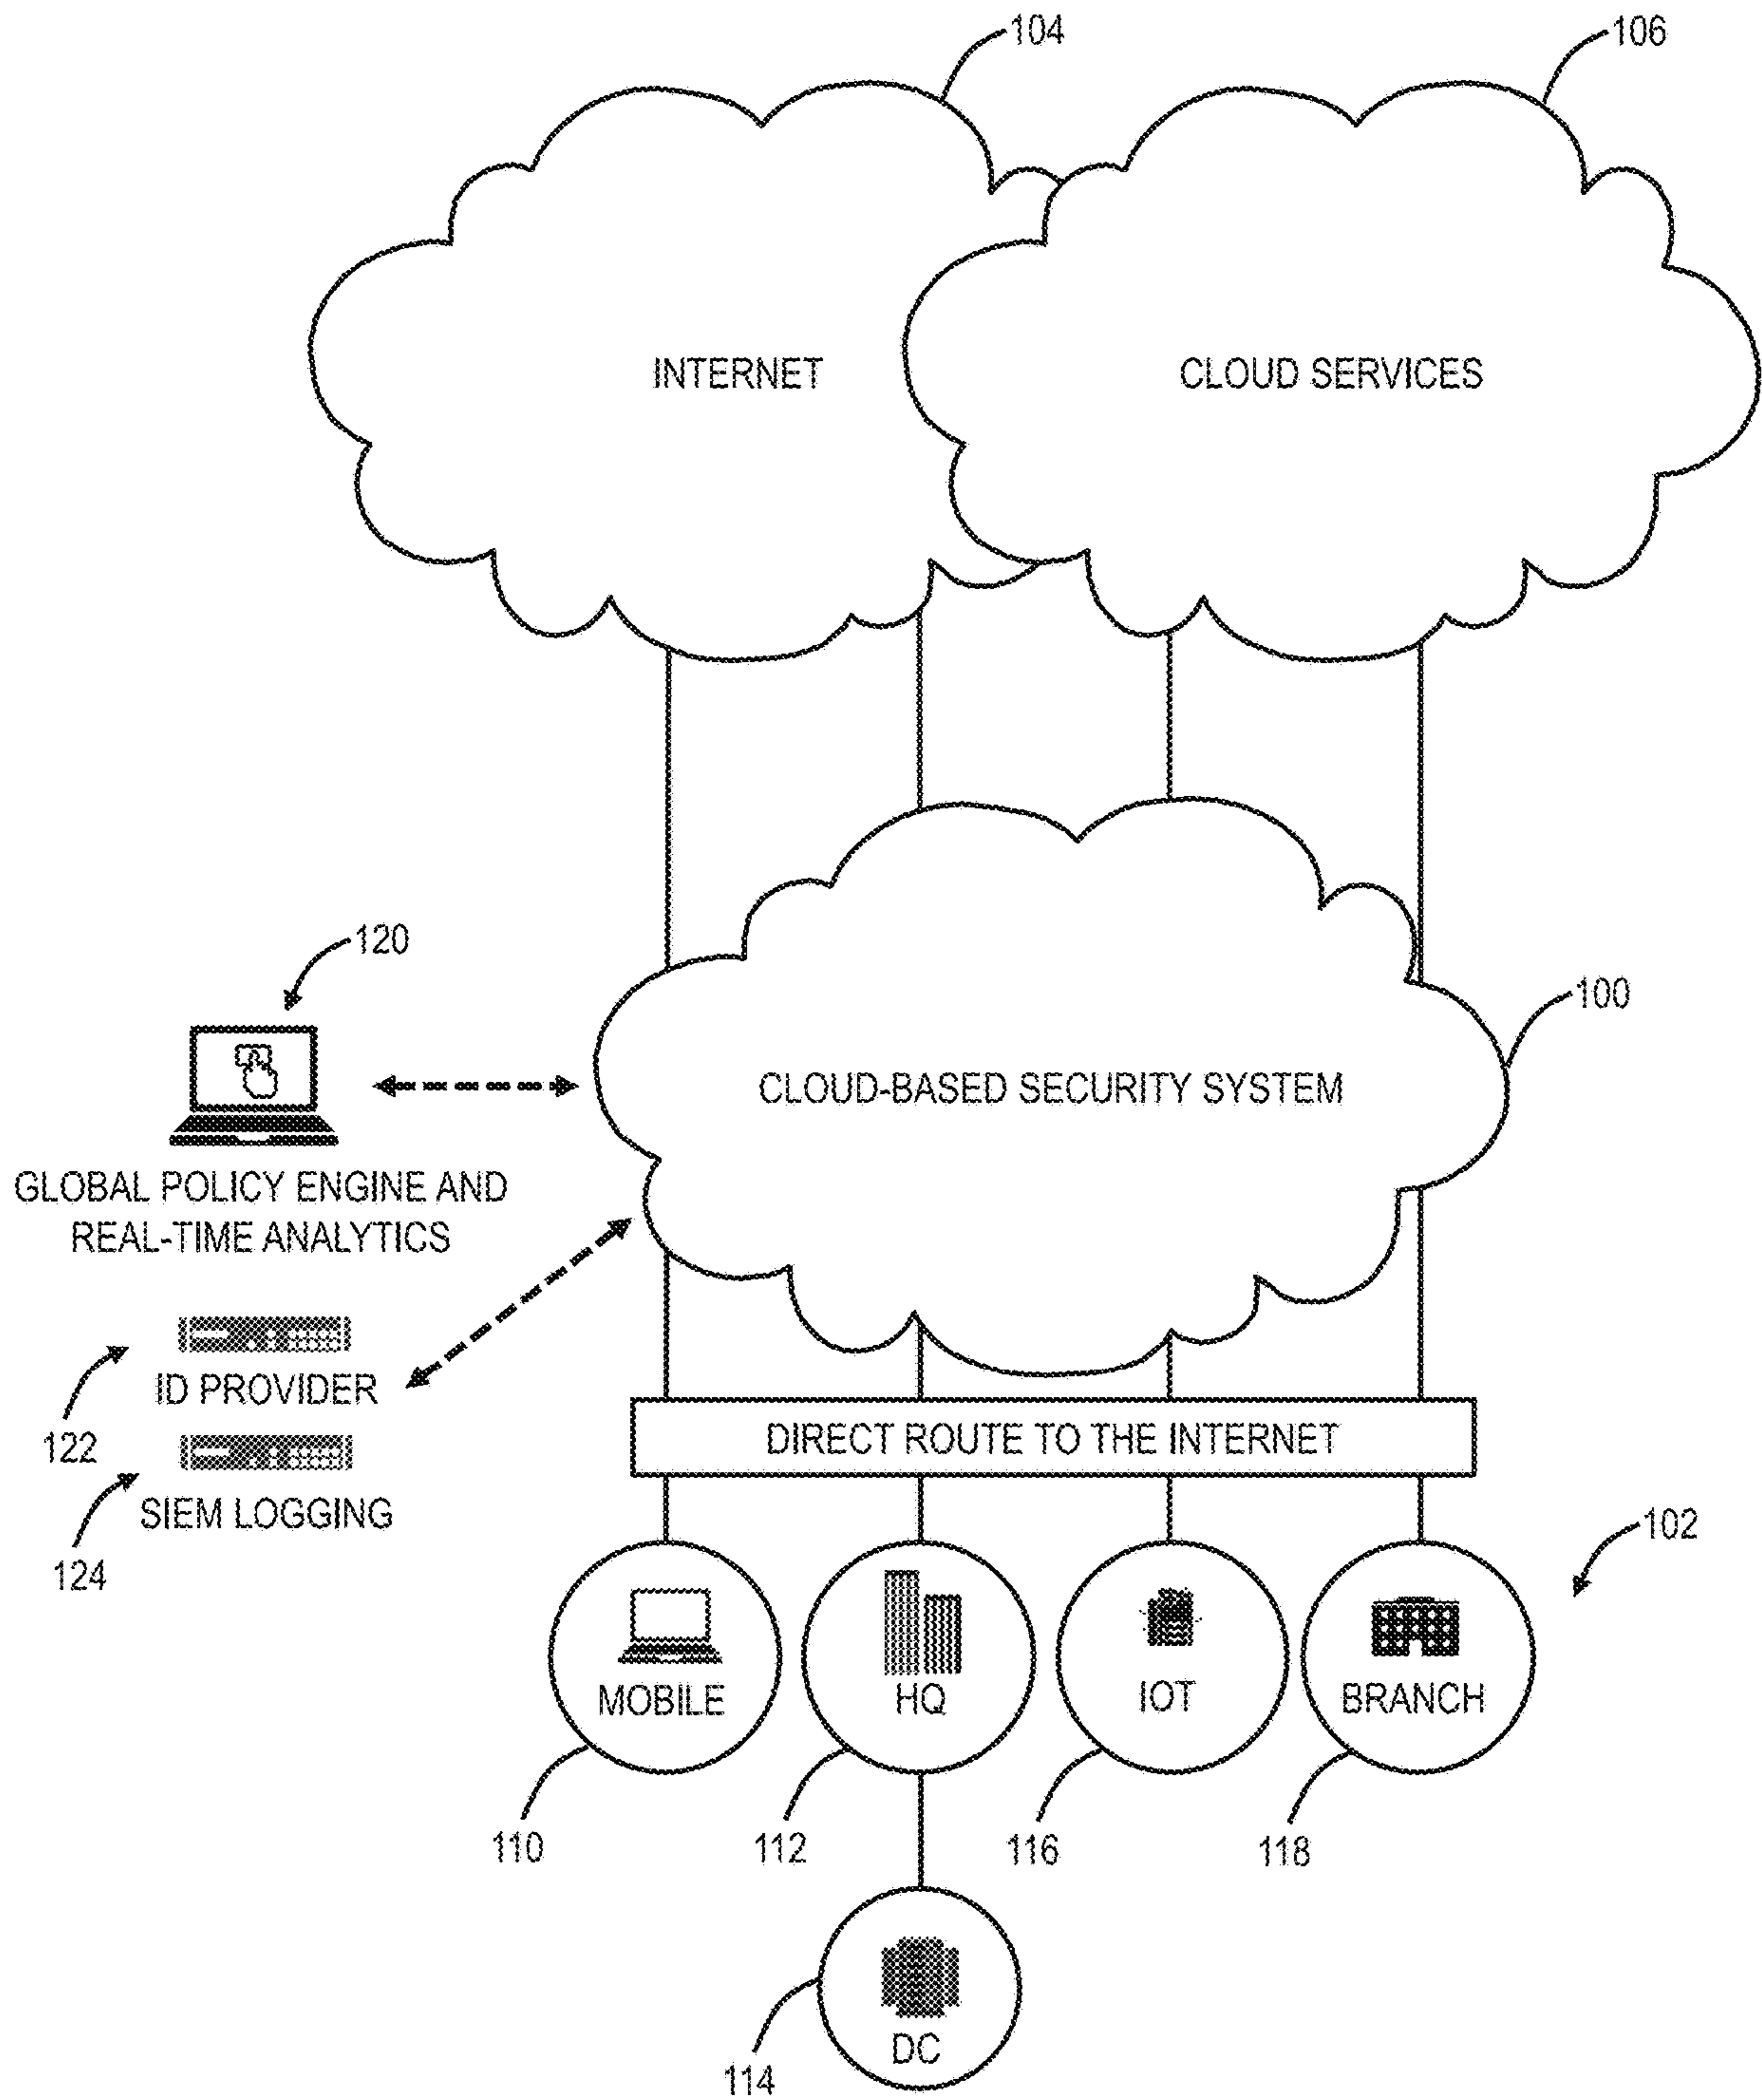 104
106
INTERNET
CLOUD SERVICES
120
100
CLOUD-BASED SECURITY SYSTEM
GLOBAL POLICY ENGINE AND
REAL-TIME ANALYTICS
ID PROVIDER
122
DIRECT ROUTE TO THE INTERNET
SIEM LOGGING
102
124
MOBILE
HQ
IOT
BRANCH
110
112
116
118
DC
114